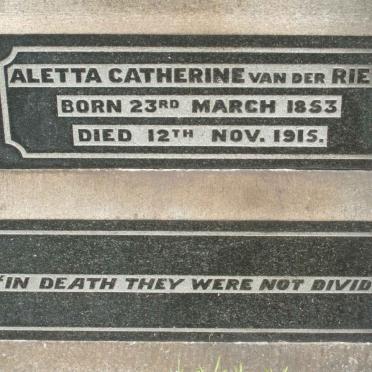 ALETTA CATHERINE VAN DER RIE
BORN 23RD MARCH 1853
DIED 12TH NOV. 1915.
"IN DEATH THEY WERE NOT DIVID